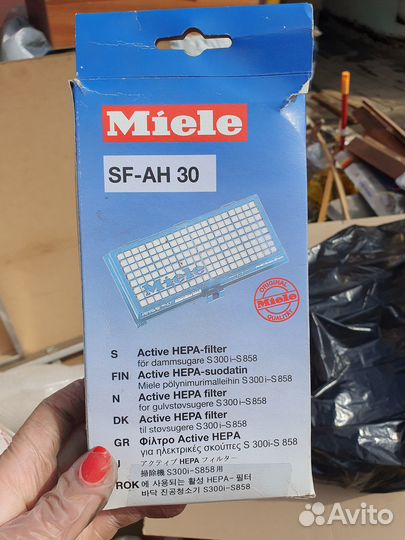 Miele
SF-AH 30
Miele
ORIGINAL
Miele
QUALITÄT
S Active HEPA-filter
för dammsugare S300i–S858
FIN Active HEPA-suodatin
Miele pölynimurimalleihin S300i-S858
N Active HEPA filter
for gulvstøvsugere S300i-S858
DK Active HEPA filter
til støvsugere S300i-S858
GR Φίλτρο Active HEPA
για ηλεκτρικές σκούπες S 300i-S 858
J アクティブ HEPA フィルター
掃除機 S300i-S858用
ROK 에 사용되는 활성 HEPA-필터
바닥 진공청소기 S300i-S858
Avito